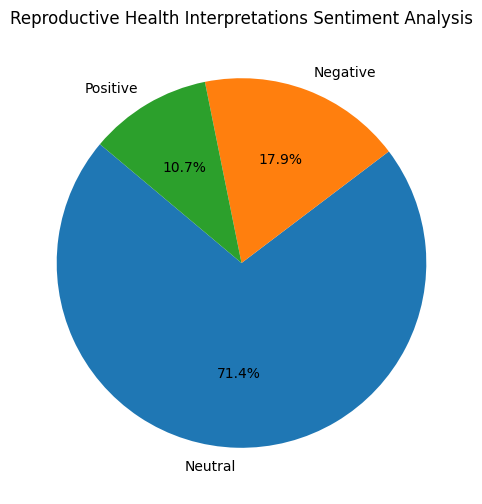 Reproductive Health Interpretations Sentiment Analysis
Negative
Positive
17.9%
10.7%
71.4%
Neutral